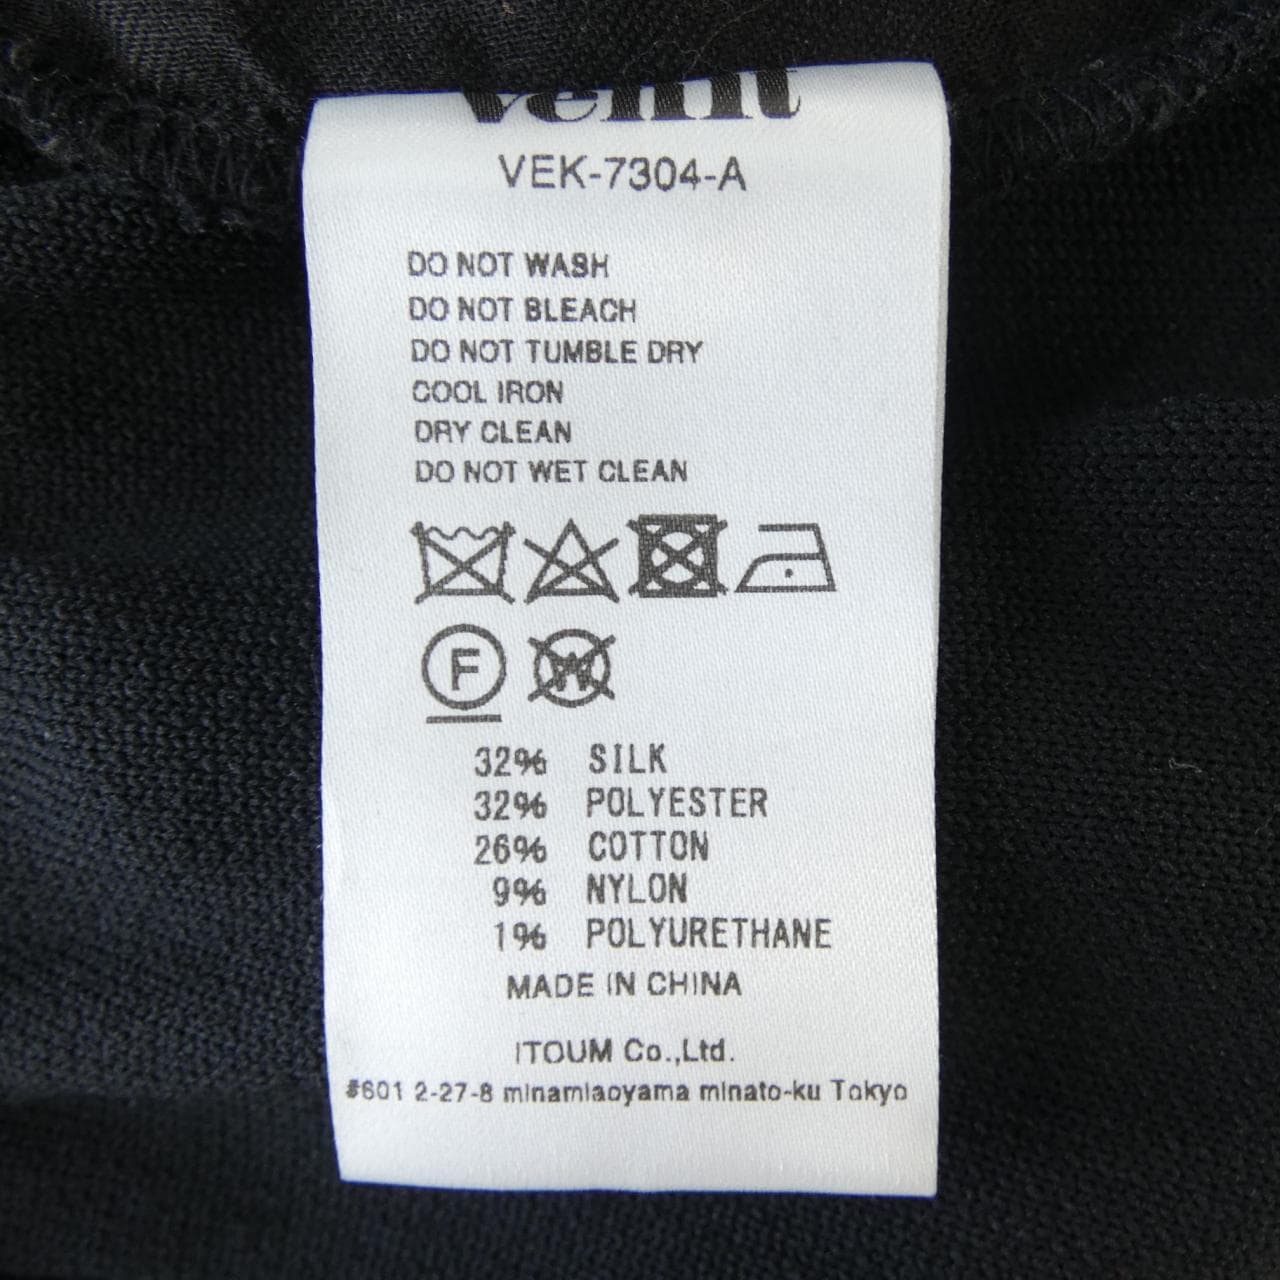 VEK-7304-A
DO NOT WASH
DO NOT BLEACH
DO NOT TUMBLE DRY
COOL IRON
DRY CLEAN
DO NOT WET CLEAN
F
W
32% SILK
32% POLYESTER
26% COTTON
9% NYLON
1% POLYURETHANE
MADE IN CHINA
ITOUM Co.,Ltd.
#601 2-27-8 minamiaoyama minato-ku Tokyo